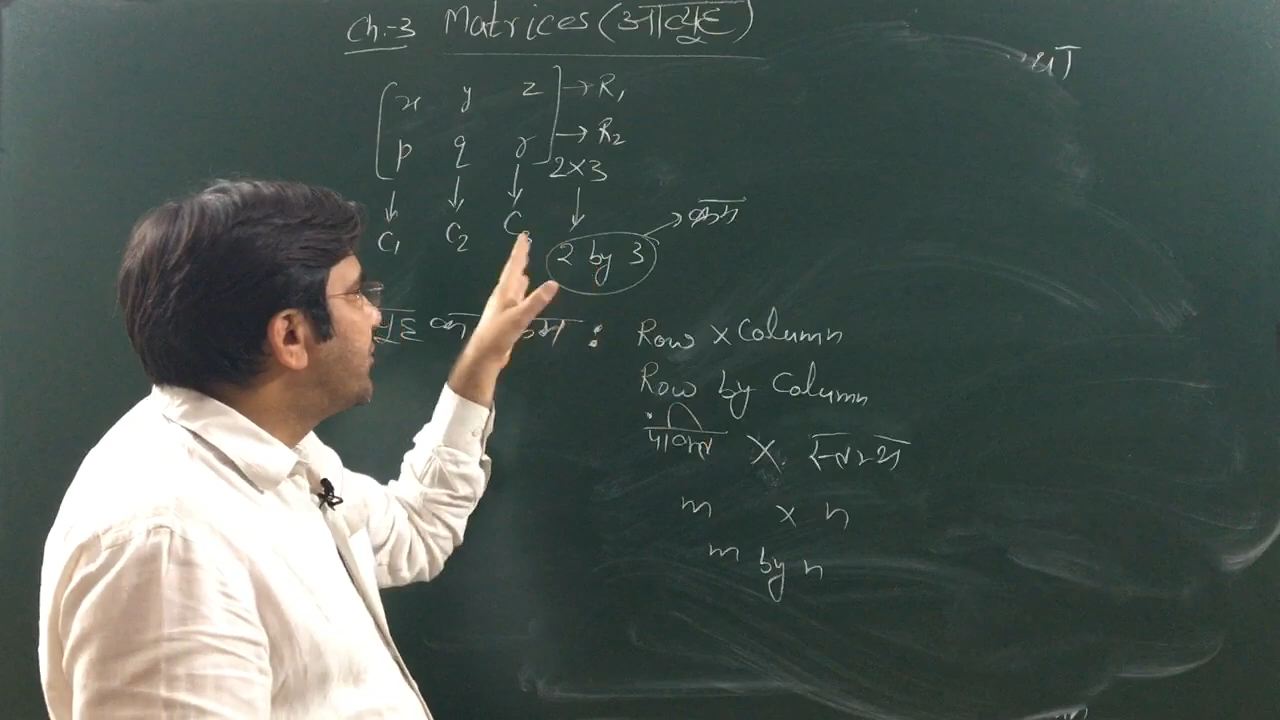 Ch.-3 Matrices (आव्यूह)
[ x y z ] → R₁
[ p q r ] → R₂
2×3
↓ ↓ ↓ ↓
C₁ C₂ C
2 by 3 → क्रम
: Row × Column
Row by Column
पंक्ति × स्तम्भ
m × n
m by n